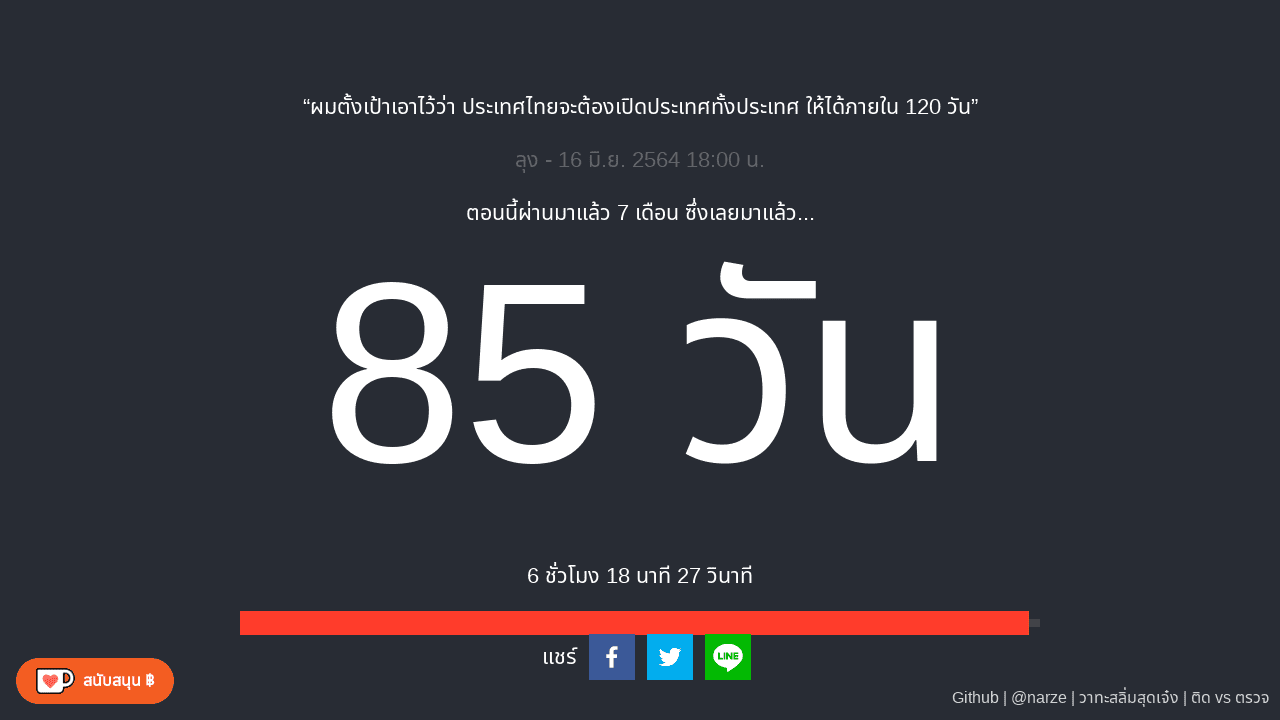 “ผมตั้งเป้าเอาไว้ว่า ประเทศไทยจะต้องเปิดประเทศทั้งประเทศ ให้ได้ภายใน 120 วัน”
ลุง - 16 มิ.ย. 2564 18:00 น.
ตอนนี้ผ่านมาแล้ว 7 เดือน ซึ่งเลยมาแล้ว...
85 วัน
6 ชั่วโมง 18 นาที 27 วินาที
แชร์
LINE
สนับสนุน ฿
Github | @narze | วาทะสลิ่มสุดเจ๋ง | ติด vs ตรวจ